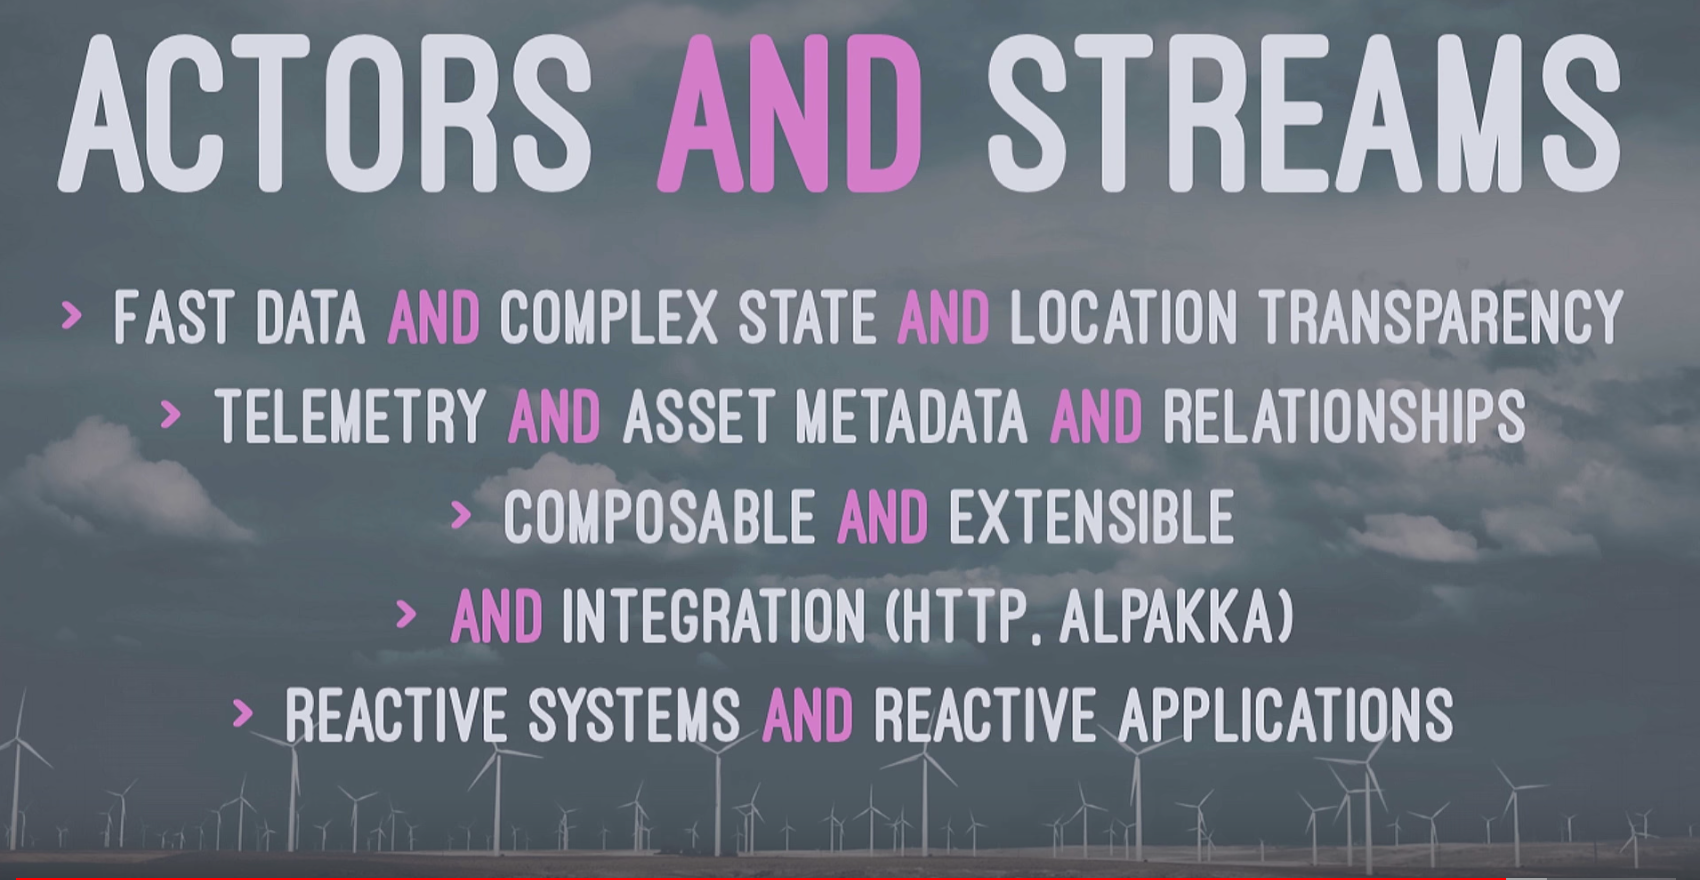 ACTORS AND STREAMS
> FAST DATA AND COMPLEX STATE AND LOCATION TRANSPARENCY
> TELEMETRY AND ASSET METADATA AND RELATIONSHIPS
> COMPOSABLE AND EXTENSIBLE
> AND INTEGRATION (HTTP, ALPAKKA)
> REACTIVE SYSTEMS AND REACTIVE APPLICATIONS